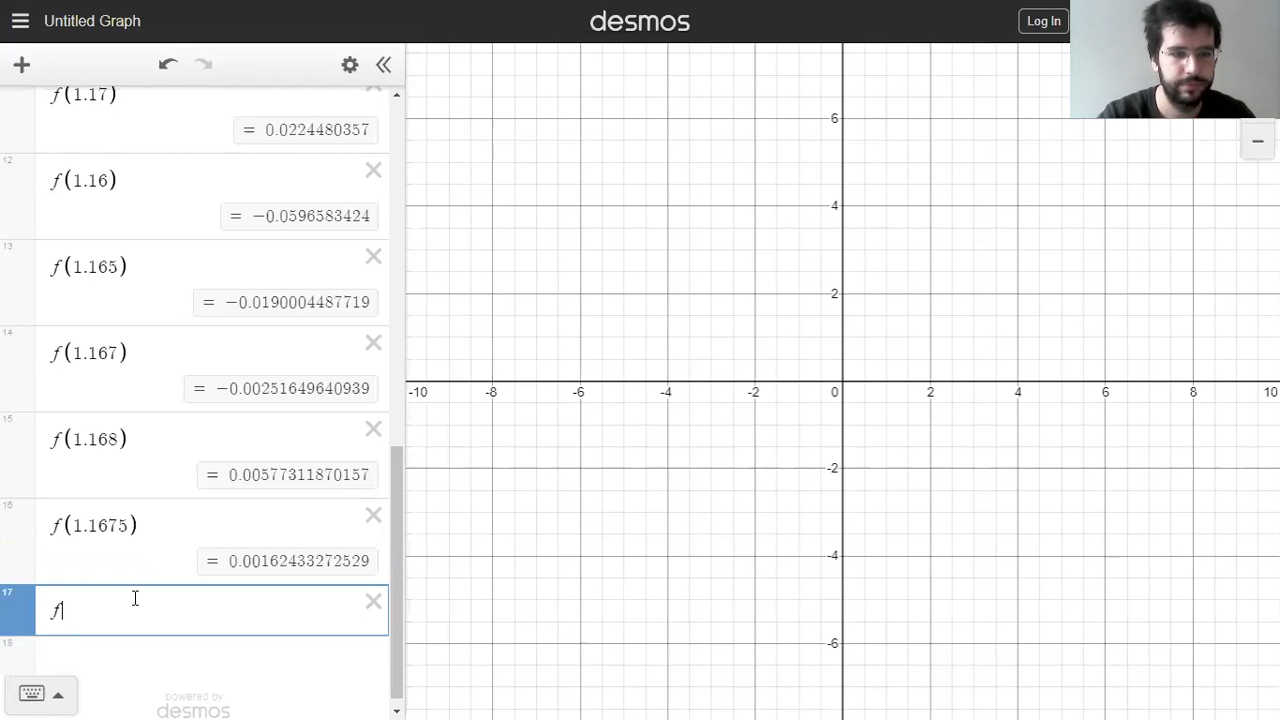 Untitled Graph
desmos
Log In
f(1.17)
= 0.0224480357
12
f(1.16)
= −0.0596583424
13
f(1.165)
= −0.0190004487719
14
f(1.167)
= −0.00251649640939
15
f(1.168)
= 0.00577311870157
16
f(1.1675)
= 0.00162433272529
17
f
18
powered by
desmos
6
4
2
-10 -8 -6 -4 -2 0 2 4 6 8 10
-2
-4
-6